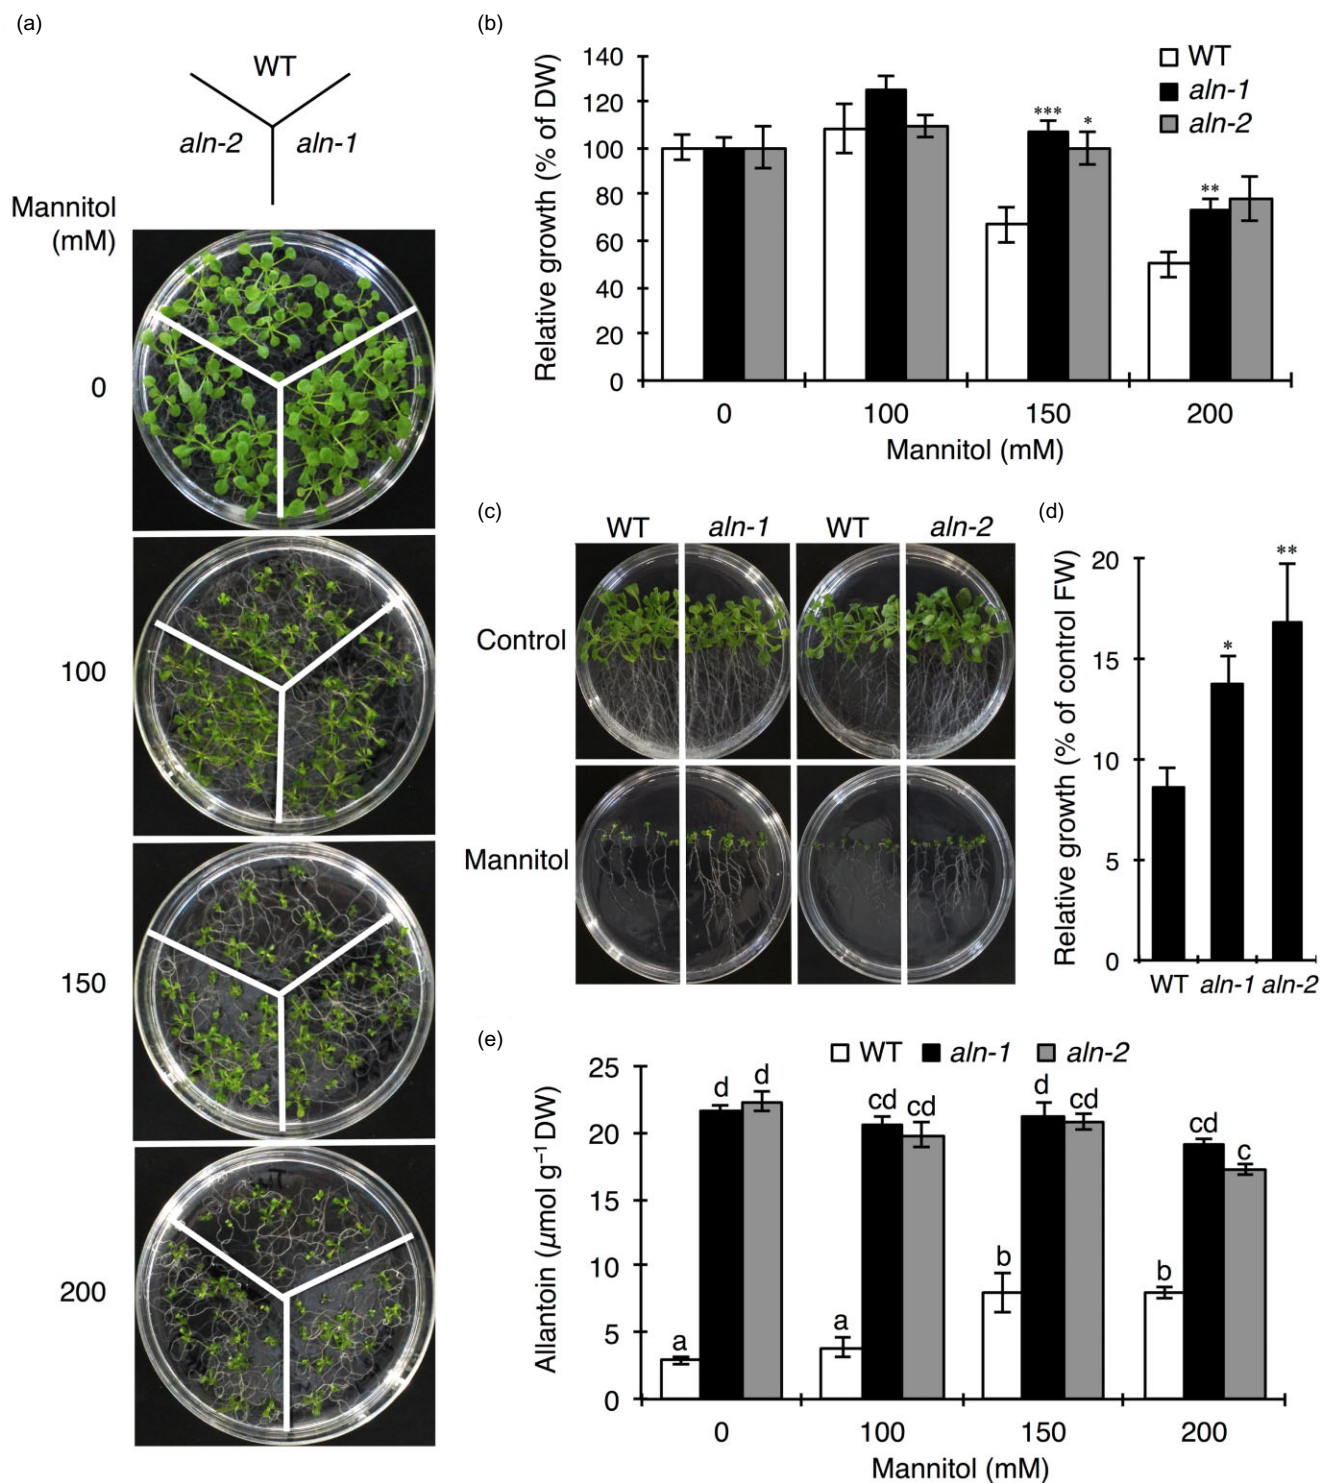 (a)
WT
aln-2
aln-1
Mannitol
(mM)
0
100
150
200
(b)
Relative growth (% of DW)
140
120
100
80
60
40
20
0
WT
aln-1
aln-2
***
*
**
0
100
150
200
Mannitol (mM)
(c)
WT
aln-1
WT
aln-2
Control
Mannitol
(d)
Relative growth (% of control FW)
20
15
10
5
0
*
**
WT
aln-1
aln-2
(e)
WT
aln-1
aln-2
Allantoin (μmol g⁻¹ DW)
25
20
15
10
5
0
a
d
d
a
cd
cd
b
d
cd
b
cd
c
0
100
150
200
Mannitol (mM)